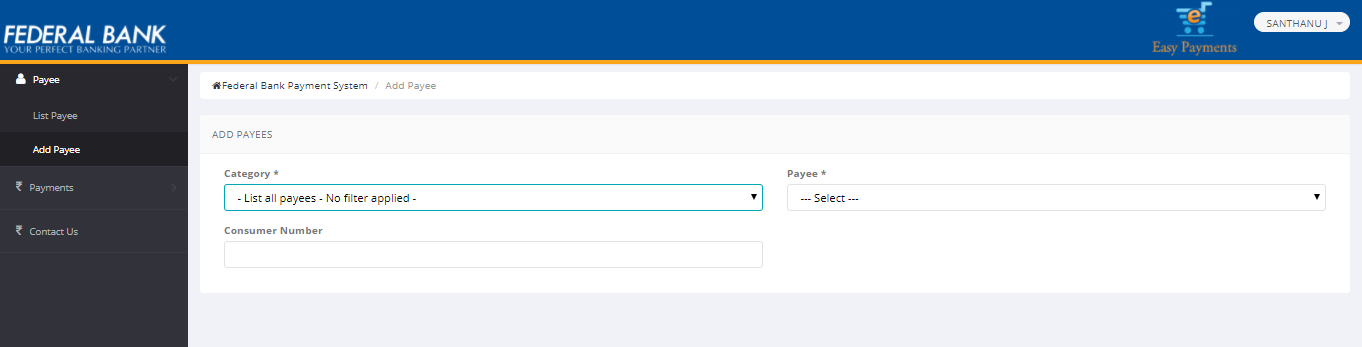 FEDERAL BANK
YOUR PERFECT BANKING PARTNER
e
Easy Payments
SANTHANU J
Payee
List Payee
Add Payee
₹ Payments
₹ Contact Us
Federal Bank Payment System / Add Payee
ADD PAYEES
Category *
- List all payees - No filter applied -
Payee *
--- Select ---
Consumer Number